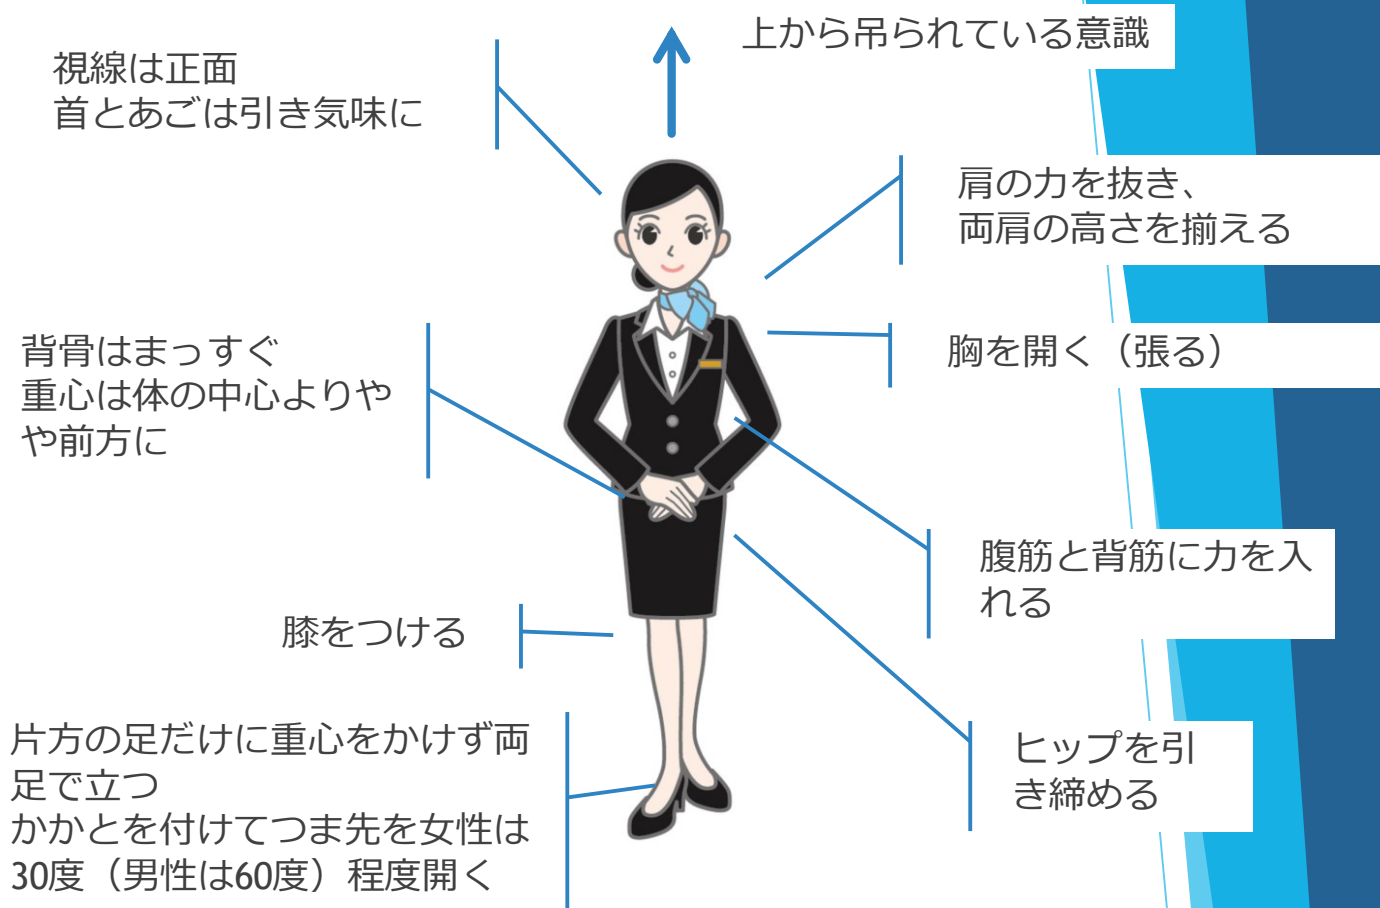 上から吊られている意識
視線は正面
首とあごは引き気味に
肩の力を抜き、
両肩の高さを揃える
背骨はまっすぐ
重心は体の中心よりや
や前方に
胸を開く（張る）
腹筋と背筋に力を入
れる
膝をつける
ヒップを引
き締める
片方の足だけに重心をかけず両
足で立つ
かかとを付けてつま先を女性は
30度（男性は60度）程度開く